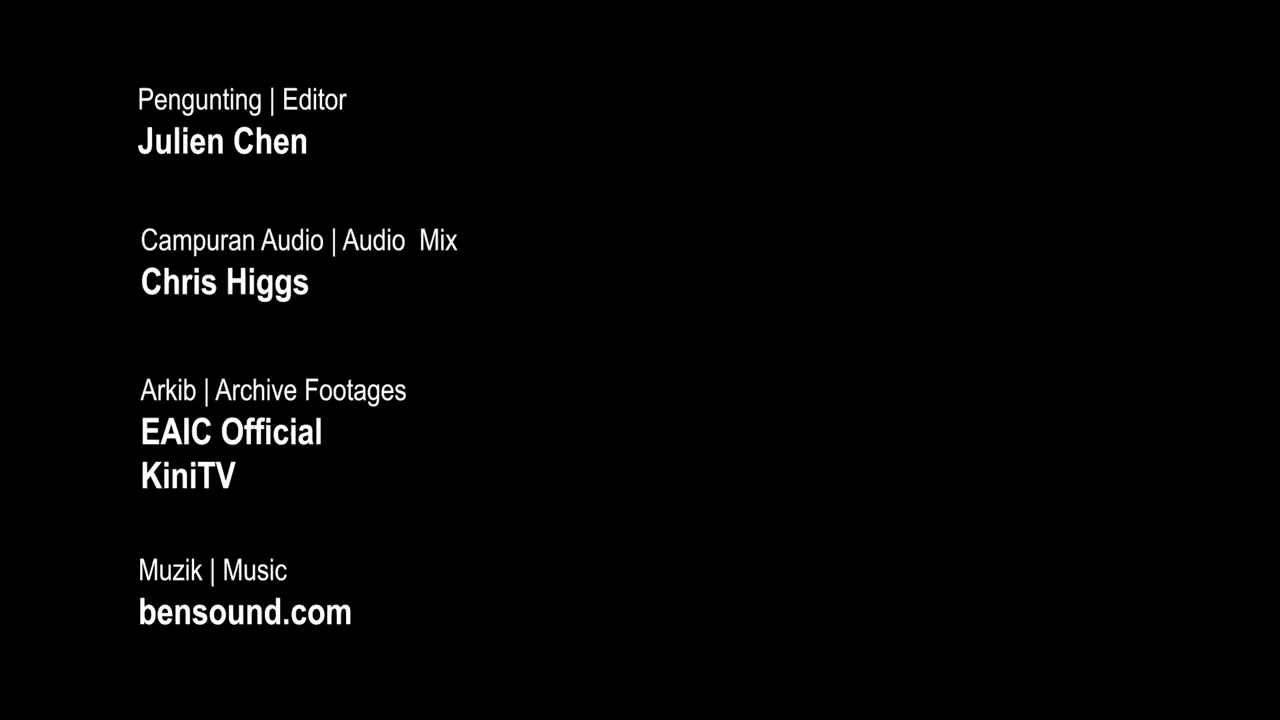 Pengunting | Editor
Julien Chen
Campuran Audio | Audio  Mix
Chris Higgs
Arkib | Archive Footages
EAIC Official
KiniTV
Muzik | Music
bensound.com